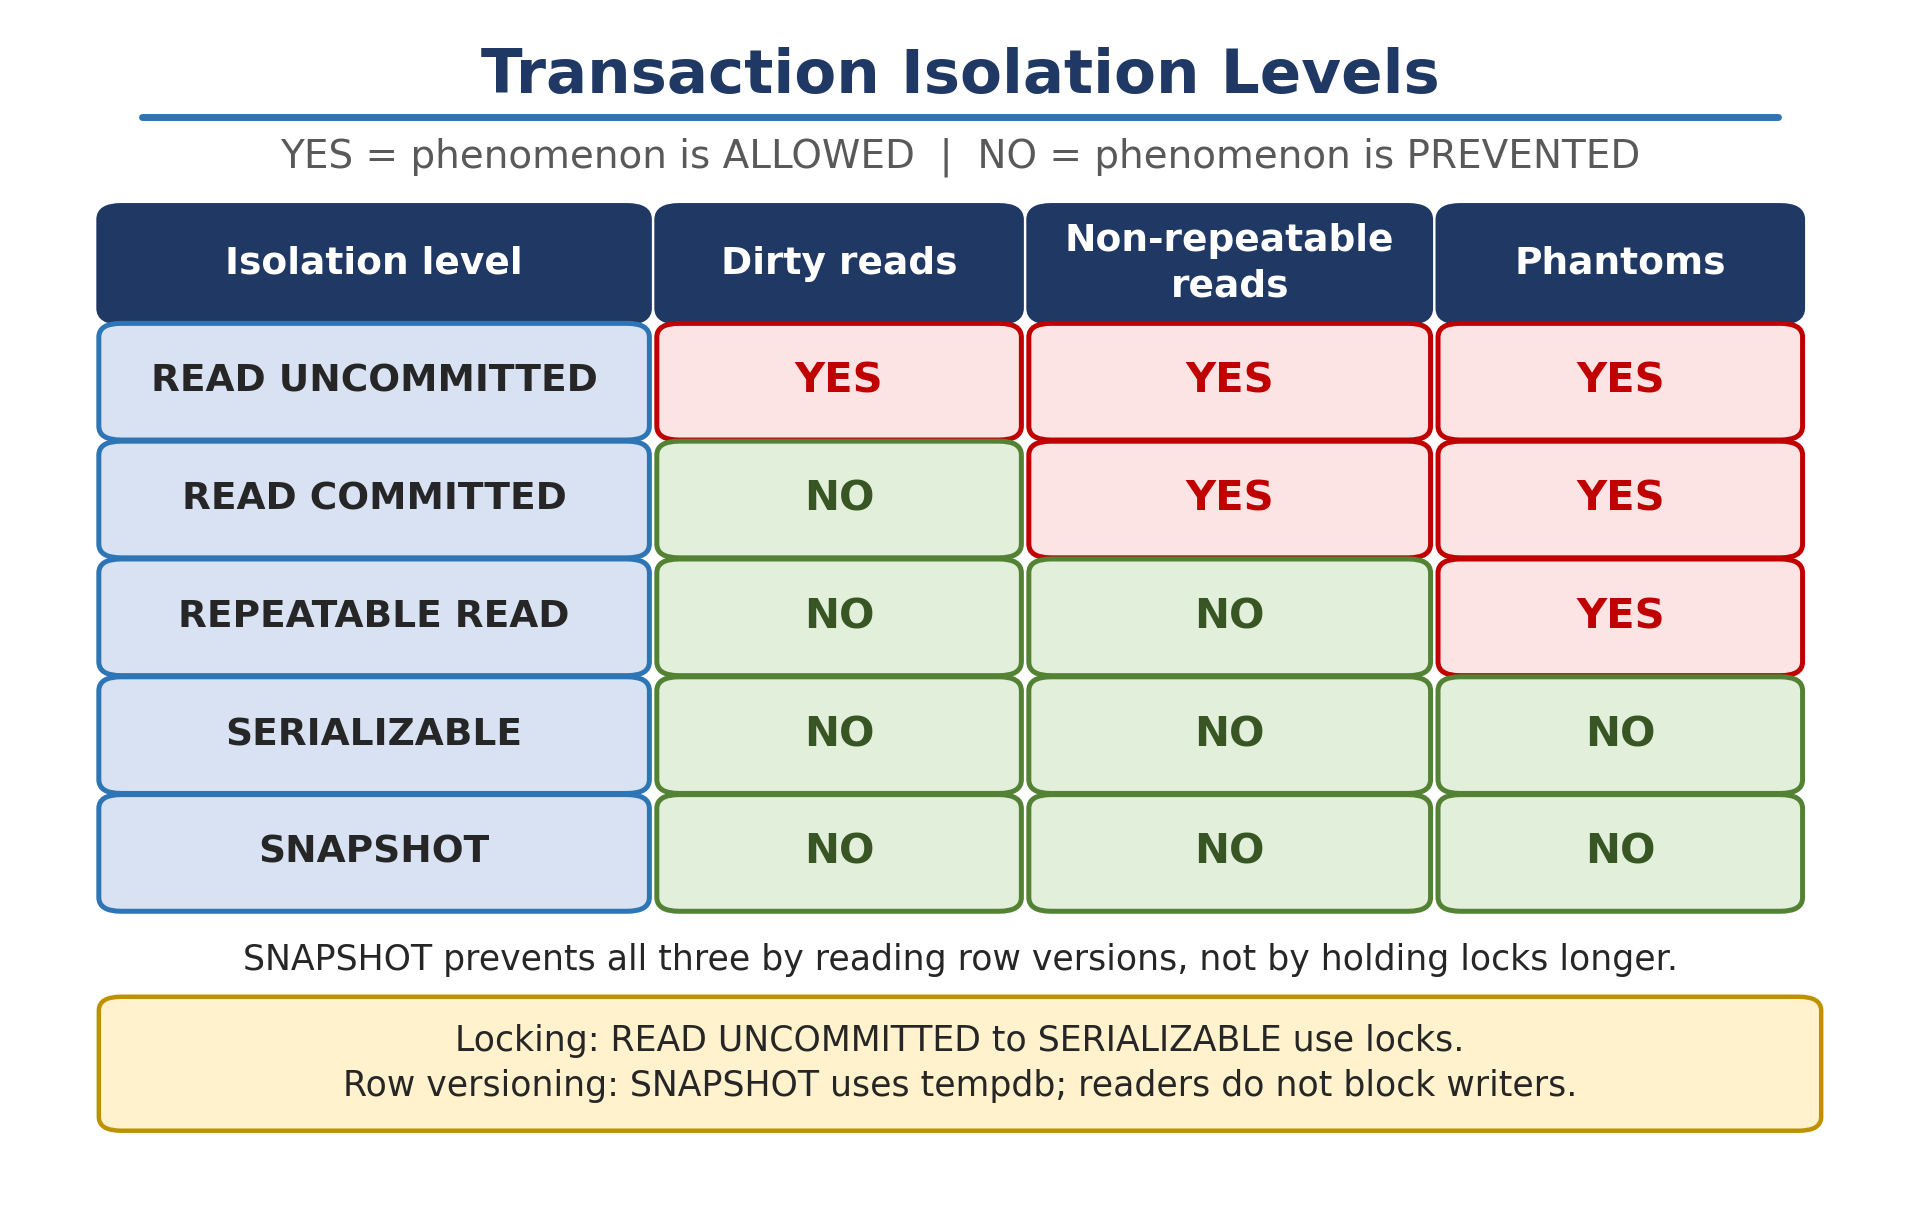 Transaction Isolation Levels
YES = phenomenon is ALLOWED | NO = phenomenon is PREVENTED
Isolation level Dirty reads Non-repeatable reads Phantoms
READ UNCOMMITTED YES YES YES
READ COMMITTED NO YES YES
REPEATABLE READ NO NO YES
SERIALIZABLE NO NO NO
SNAPSHOT NO NO NO
SNAPSHOT prevents all three by reading row versions, not by holding locks longer.
Locking: READ UNCOMMITTED to SERIALIZABLE use locks.
Row versioning: SNAPSHOT uses tempdb; readers do not block writers.